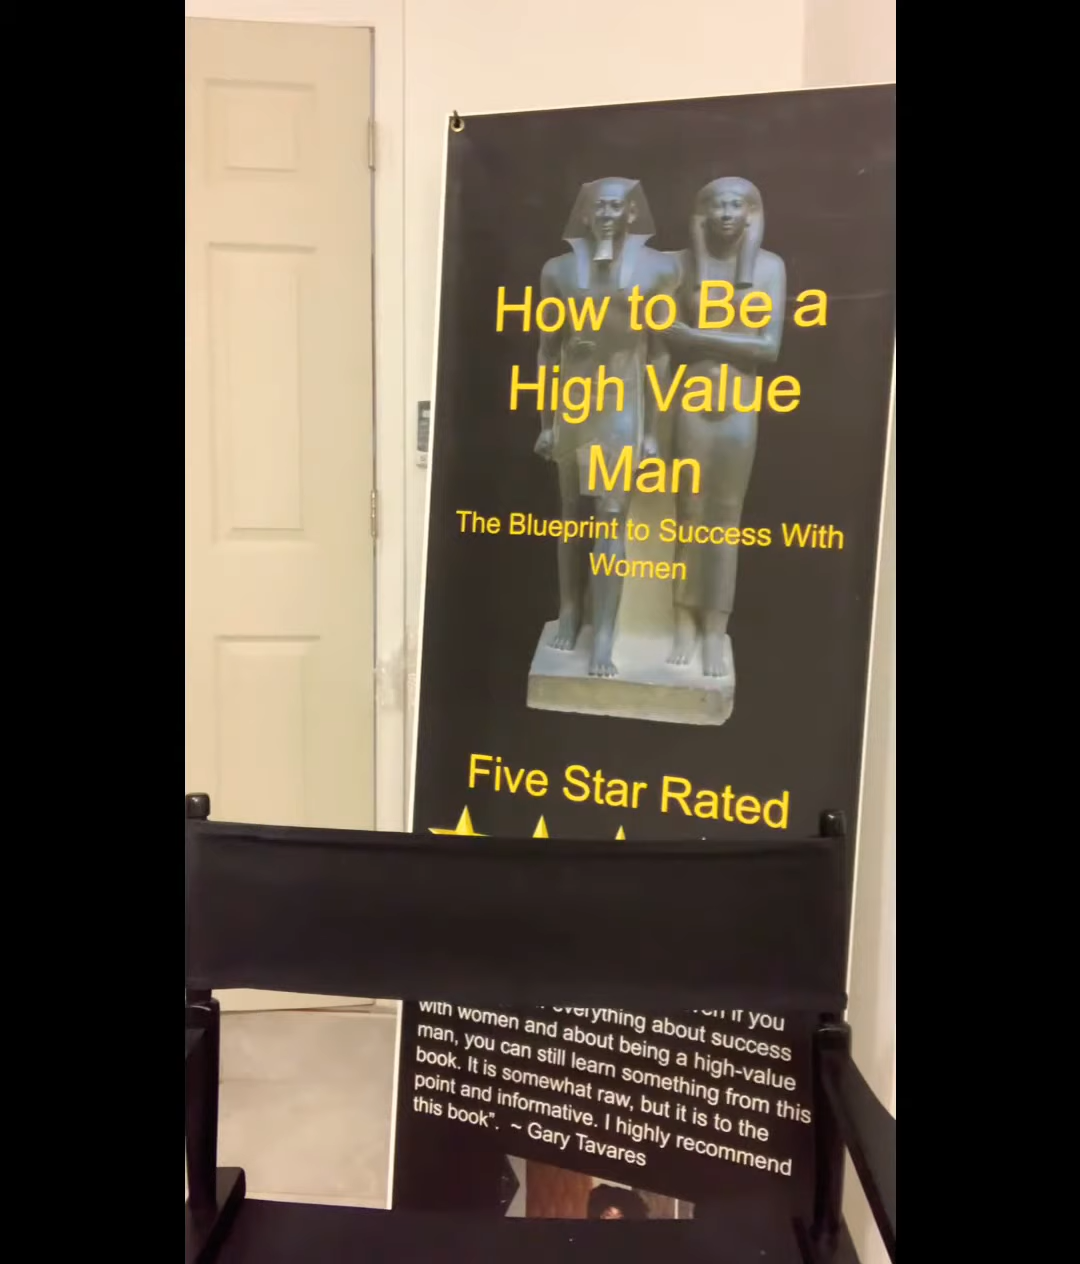 How to Be a
High Value
Man
The Blueprint to Success With
Women
Five Star Rated
everything about success
with women and about being a high-value
man, you can still learn something from this
book. It is somewhat raw, but it is to the
point and informative. I highly recommend
this book". ~ Gary Tavares